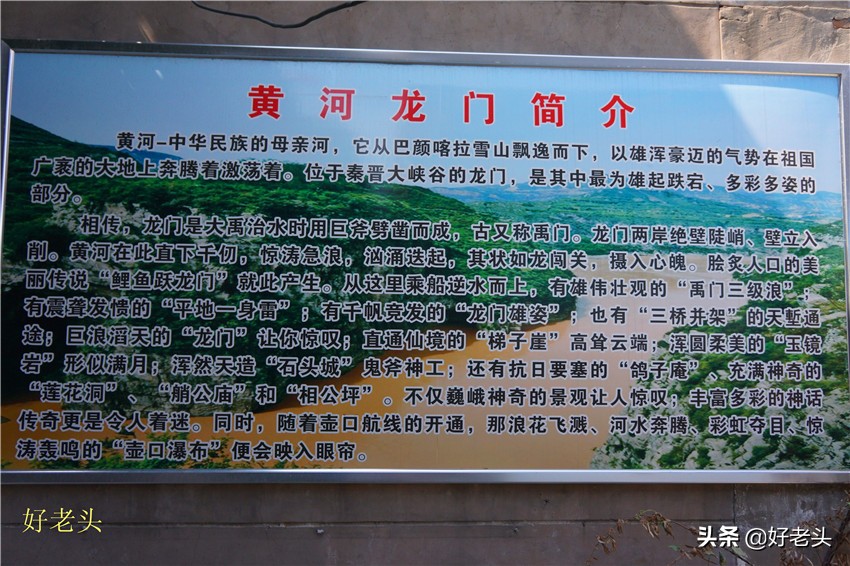 黄河龙门简介
黄河-中华民族的母亲河，它从巴颜喀拉雪山飘逸而下，以雄浑豪迈的气势在祖国
广袤的大地上奔腾着激荡着。位于秦晋大峡谷的龙门，是其中最为雄起跌宕、多彩多姿的
部分。
相传，龙门是大禹治水时用巨斧劈凿而成，古又称禹门。龙门两岸绝壁陡峭、壁立入
削。黄河在此直下千仞，惊涛急浪，汹涌迭起，其状如龙闯关，摄入心魄。脍炙人口的美
丽传说“鲤鱼跃龙门”就此产生。从这里乘船逆水而上，有雄伟壮观的“禹门三级浪”；
有震聋发愦的“平地一身雷”；有千帆竞发的“龙门雄姿”；也有“三桥并架”的天堑通
途；巨浪滔天的“龙门”让你惊叹；直通仙境的“梯子崖”高耸云端；浑圆柔美的“玉镜
岩”形似满月；浑然天造“石头城”鬼斧神工；还有抗日要塞的“鸽子庵”、充满神奇的
“莲花洞”、“艄公庙”和“相公坪”。不仅巍峨神奇的景观让人惊叹；丰富多彩的神话
传奇更是令人着迷。同时，随着壶口航线的开通，那浪花飞溅、河水奔腾、彩虹夺目、惊
涛轰鸣的“壶口瀑布”便会映入眼帘。
好老头
头条@好老头